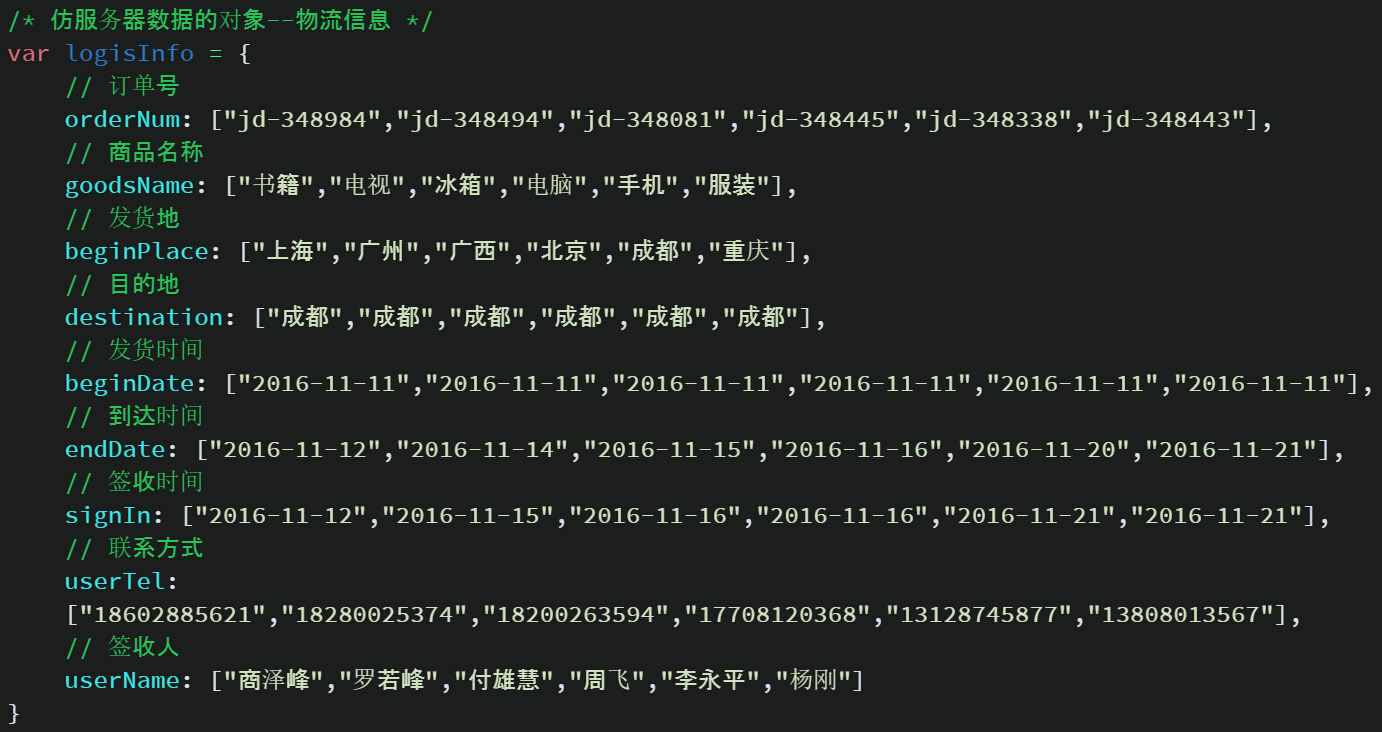 /* 仿服务器数据的对象--物流信息 */
var logisInfo = {
    // 订单号
    orderNum: ["jd-348984","jd-348494","jd-348081","jd-348445","jd-348338","jd-348443"],
    // 商品名称
    goodsName: ["书籍","电视","冰箱","电脑","手机","服装"],
    // 发货地
    beginPlace: ["上海","广州","广西","北京","成都","重庆"],
    // 目的地
    destination: ["成都","成都","成都","成都","成都","成都"],
    // 发货时间
    beginDate: ["2016-11-11","2016-11-11","2016-11-11","2016-11-11","2016-11-11","2016-11-11"],
    // 到达时间
    endDate: ["2016-11-12","2016-11-14","2016-11-15","2016-11-16","2016-11-20","2016-11-21"],
    // 签收时间
    signIn: ["2016-11-12","2016-11-15","2016-11-16","2016-11-16","2016-11-21","2016-11-21"],
    // 联系方式
    userTel:
    ["18602885621","18280025374","18200263594","17708120368","13128745877","13808013567"],
    // 签收人
    userName: ["商泽峰","罗若峰","付雄慧","周飞","李永平","杨刚"]
}